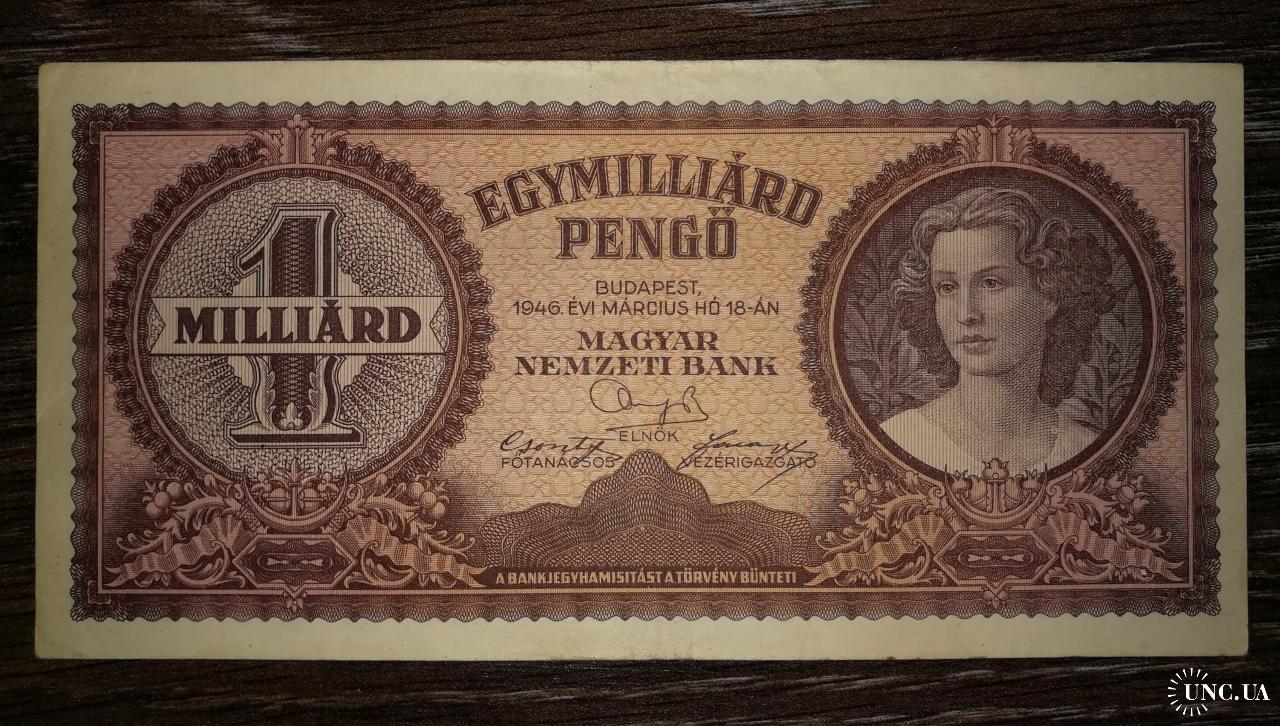 EGYMILLIÁRD
PENGŐ
1
MILLIÁRD
BUDAPEST,
1946. ÉVI MÁRCIUS HÓ 18-ÁN
MAGYAR
NEMZETI BANK
ELNÖK
FŐTANÁCSOS
VEZÉRIGAZGATÓ
A BANKJEGYHAMISITÁST A TÖRVÉNY BÜNTETI
UNC.UA